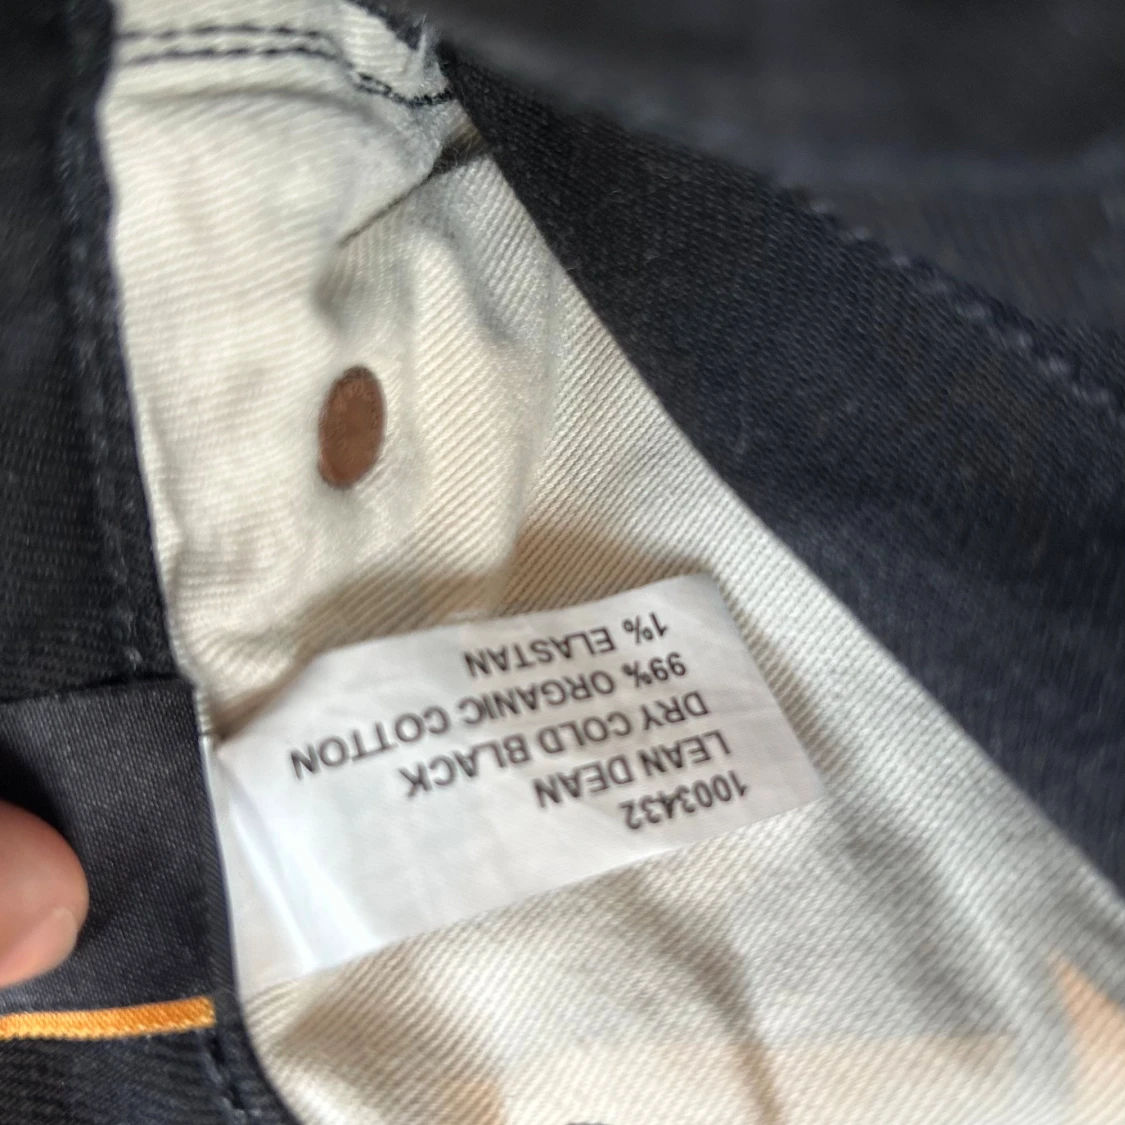 1003432
LEAN DEAN
DRY COLD BLACK
99% ORGANIC COTTON
1% ELASTAN